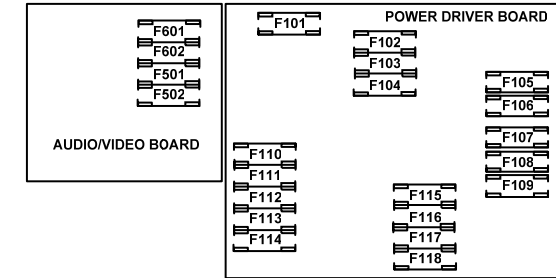 F601
F602
F501
F502
AUDIO/VIDEO BOARD
POWER DRIVER BOARD
F101
F102
F103
F104
F105
F106
F107
F108
F109
F110
F111
F112
F113
F114
F115
F116
F117
F118